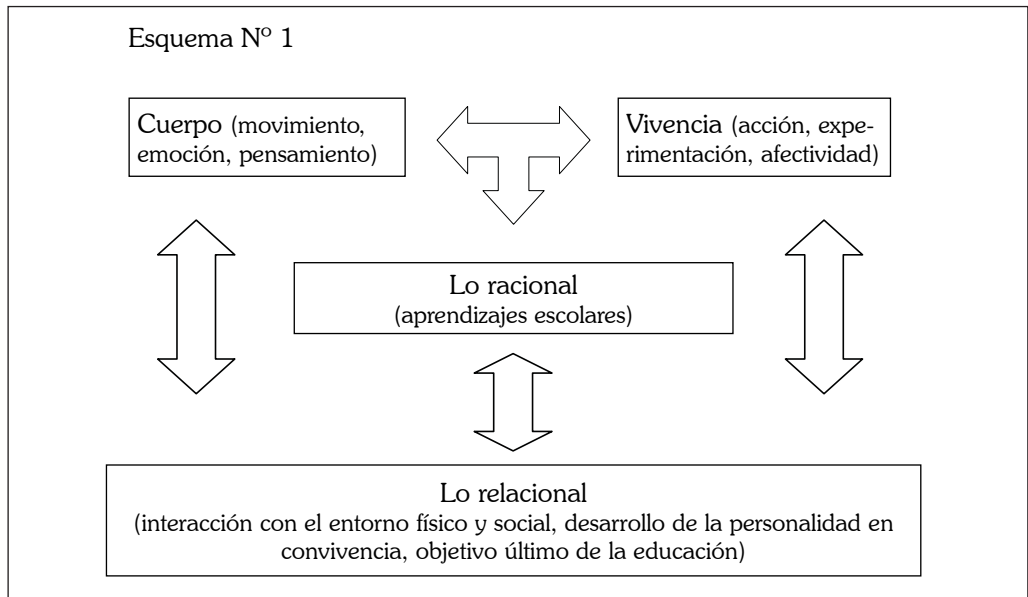 Esquema Nº 1
Cuerpo (movimiento,
emoción, pensamiento)
Vivencia (acción, expe-
rimentación, afectividad)
Lo racional
(aprendizajes escolares)
Lo relacional
(interacción con el entorno físico y social, desarrollo de la personalidad en
convivencia, objetivo último de la educación)